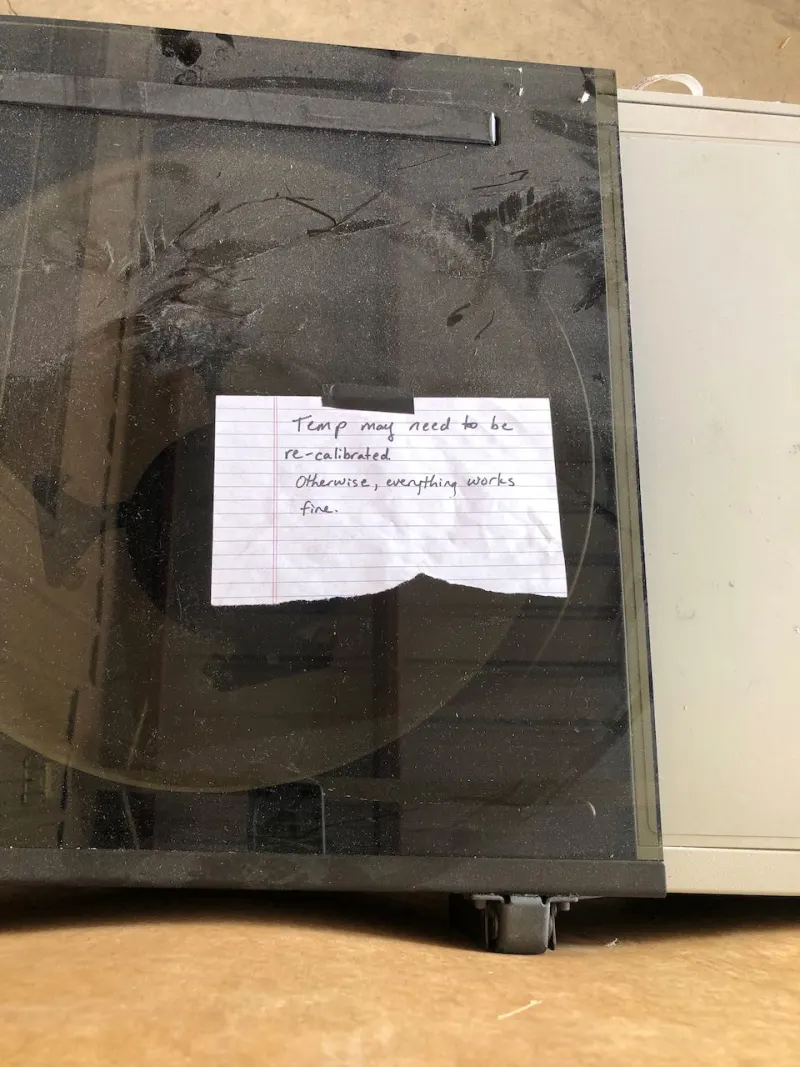 Temp may need to be
re-calibrated.
Otherwise, everything works
fine.